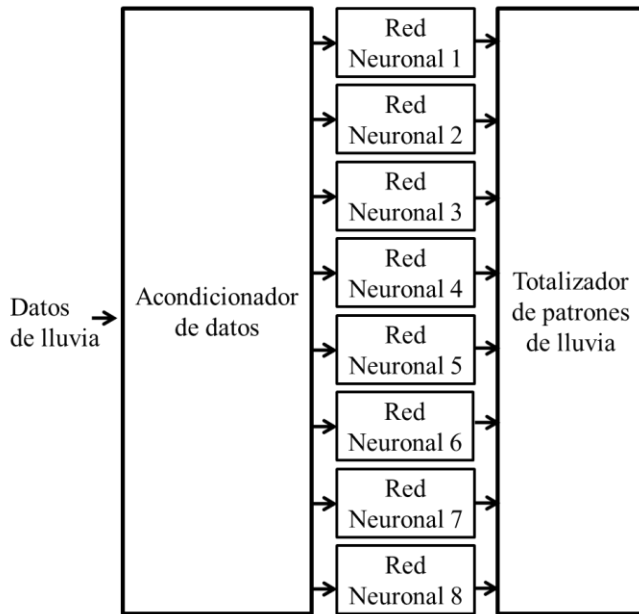 Datos
de lluvia
Acondicionador
de datos
Red
Neuronal 1
Red
Neuronal 2
Red
Neuronal 3
Red
Neuronal 4
Red
Neuronal 5
Red
Neuronal 6
Red
Neuronal 7
Red
Neuronal 8
Totalizador
de patrones
de lluvia